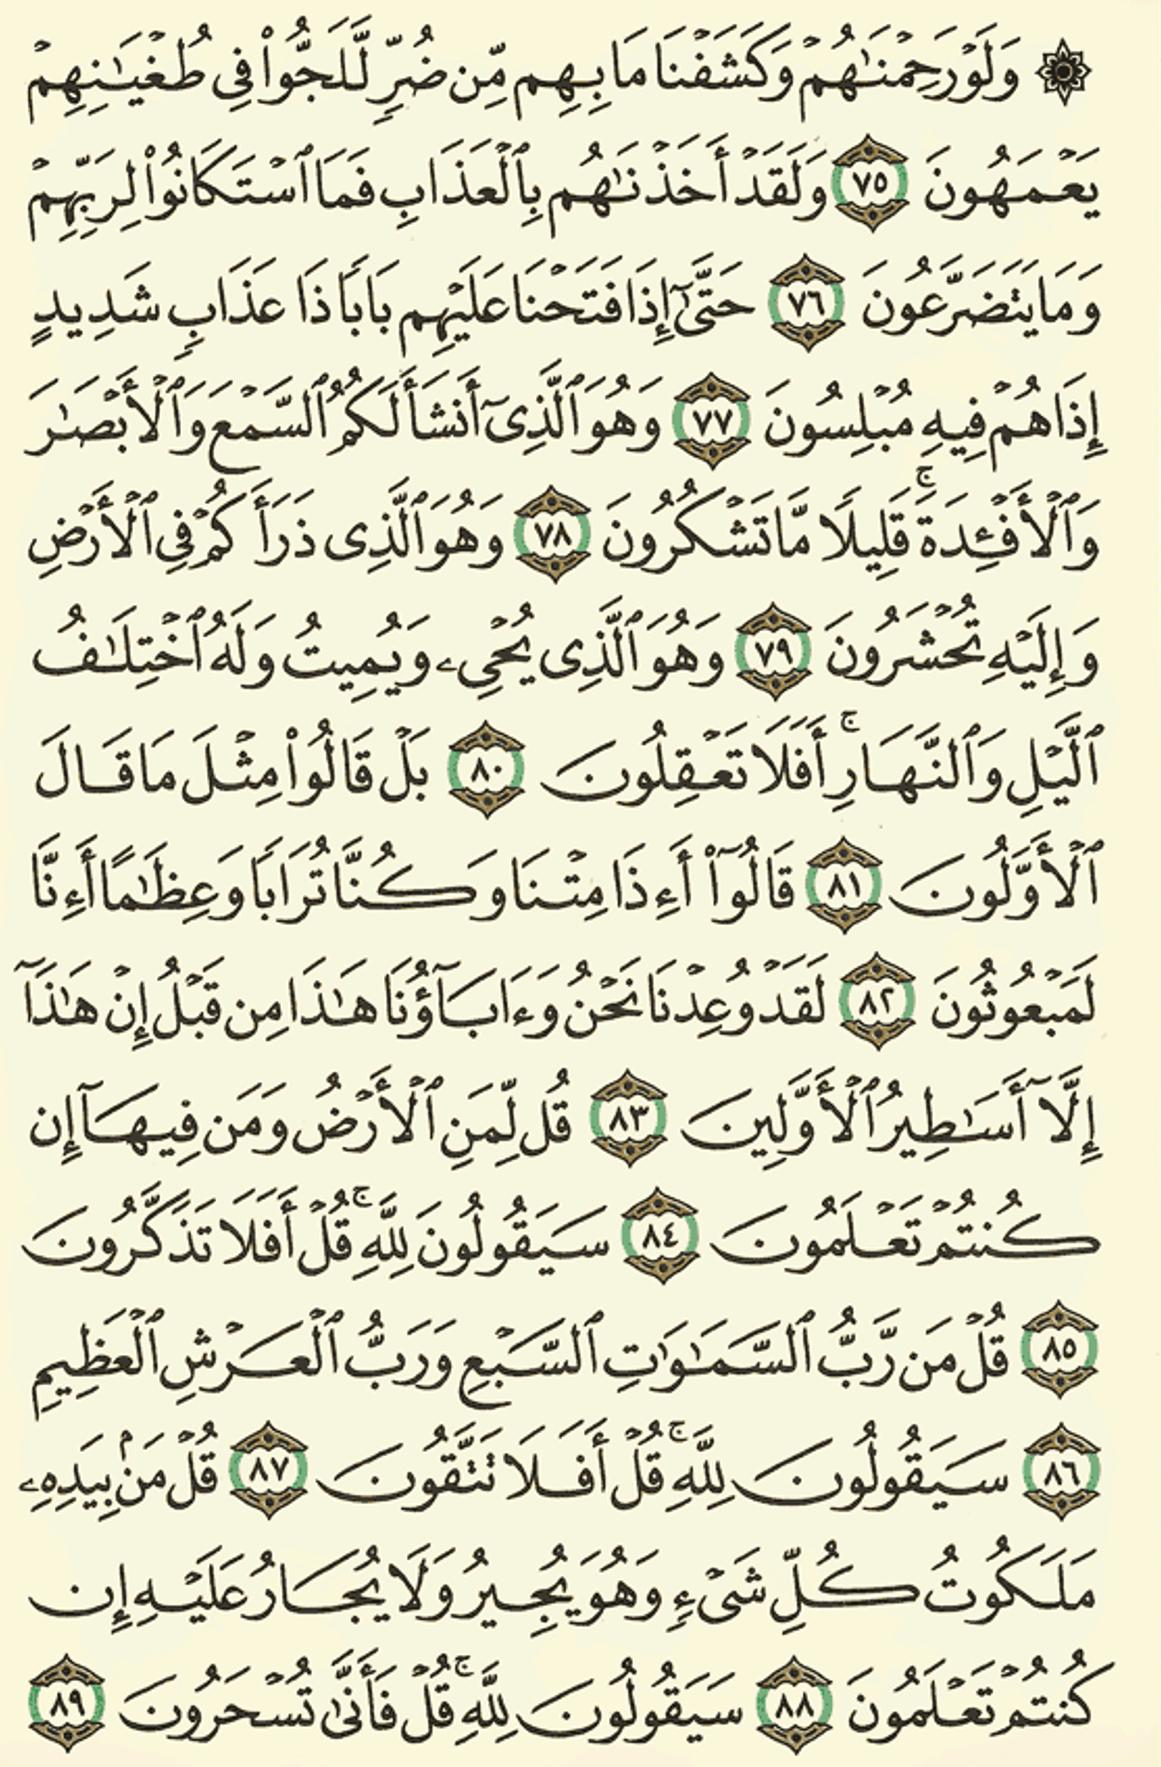 ۞ وَلَوْ رَحِمْنَٰهُمْ وَكَشَفْنَا مَا بِهِم مِّن ضُرٍّ لَّلَجُّوا۟ فِى طُغْيَٰنِهِمْ
يَعْمَهُونَ ٧٥ وَلَقَدْ أَخَذْنَٰهُم بِٱلْعَذَابِ فَمَا ٱسْتَكَانُوا۟ لِرَبِّهِمْ
وَمَا يَتَضَرَّعُونَ ٧٦ حَتَّىٰٓ إِذَا فَتَحْنَا عَلَيْهِم بَابًا ذَا عَذَابٍ شَدِيدٍ
إِذَا هُمْ فِيهِ مُبْلِسُونَ ٧٧ وَهُوَ ٱلَّذِىٓ أَنشَأَ لَكُمُ ٱلسَّمْعَ وَٱلْأَبْصَٰرَ
وَٱلْأَفْـِٔدَةَ ۚ قَلِيلًا مَّا تَشْكُرُونَ ٧٨ وَهُوَ ٱلَّذِى ذَرَأَكُمْ فِى ٱلْأَرْضِ
وَإِلَيْهِ تُحْشَرُونَ ٧٩ وَهُوَ ٱلَّذِى يُحْىِۦ وَيُمِيتُ وَلَهُ ٱخْتِلَٰفُ
ٱلَّيْلِ وَٱلنَّهَارِ ۚ أَفَلَا تَعْقِلُونَ ٨٠ بَلْ قَالُوا۟ مِثْلَ مَا قَالَ
ٱلْأَوَّلُونَ ٨١ قَالُوٓا۟ أَءِذَا مِتْنَا وَكُنَّا تُرَابًا وَعِظَٰمًا أَءِنَّا
لَمَبْعُوثُونَ ٨٢ لَقَدْ وُعِدْنَا نَحْنُ وَءَابَآؤُنَا هَٰذَا مِن قَبْلُ إِنْ هَٰذَآ
إِلَّآ أَسَٰطِيرُ ٱلْأَوَّلِينَ ٨٣ قُل لِّمَنِ ٱلْأَرْضُ وَمَن فِيهَآ إِن
كُنتُمْ تَعْلَمُونَ ٨٤ سَيَقُولُونَ لِلَّهِ ۚ قُلْ أَفَلَا تَذَكَّرُونَ
٨٥ قُلْ مَن رَّبُّ ٱلسَّمَٰوَٰتِ ٱلسَّبْعِ وَرَبُّ ٱلْعَرْشِ ٱلْعَظِيمِ
٨٦ سَيَقُولُونَ لِلَّهِ ۚ قُلْ أَفَلَا تَتَّقُونَ ٨٧ قُلْ مَنۢ بِيَدِهِۦ
مَلَكُوتُ كُلِّ شَىْءٍ وَهُوَ يُجِيرُ وَلَا يُجَارُ عَلَيْهِ إِن
كُنتُمْ تَعْلَمُونَ ٨٨ سَيَقُولُونَ لِلَّهِ ۚ قُلْ فَأَنَّىٰ تُسْحَرُونَ ٨٩